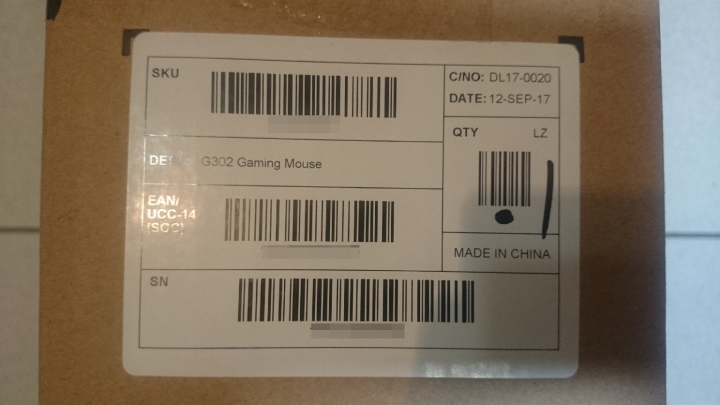 SKU
C/NO: DL17-0020
DATE: 12-SEP-17
QTY LZ
G302 Gaming Mouse
EAN/
UCC-14
(SCC)
MADE IN CHINA
SN